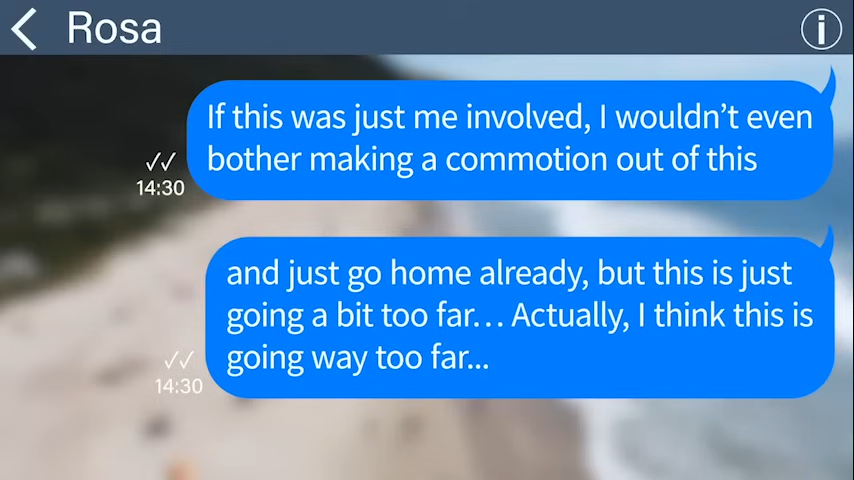 Rosa
If this was just me involved, I wouldn’t even
bother making a commotion out of this
14:30
and just go home already, but this is just
going a bit too far... Actually, I think this is
going way too far...
14:30